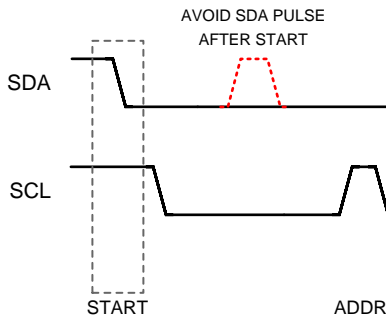 AVOID SDA PULSE
AFTER START
SDA
SCL
START
ADDR